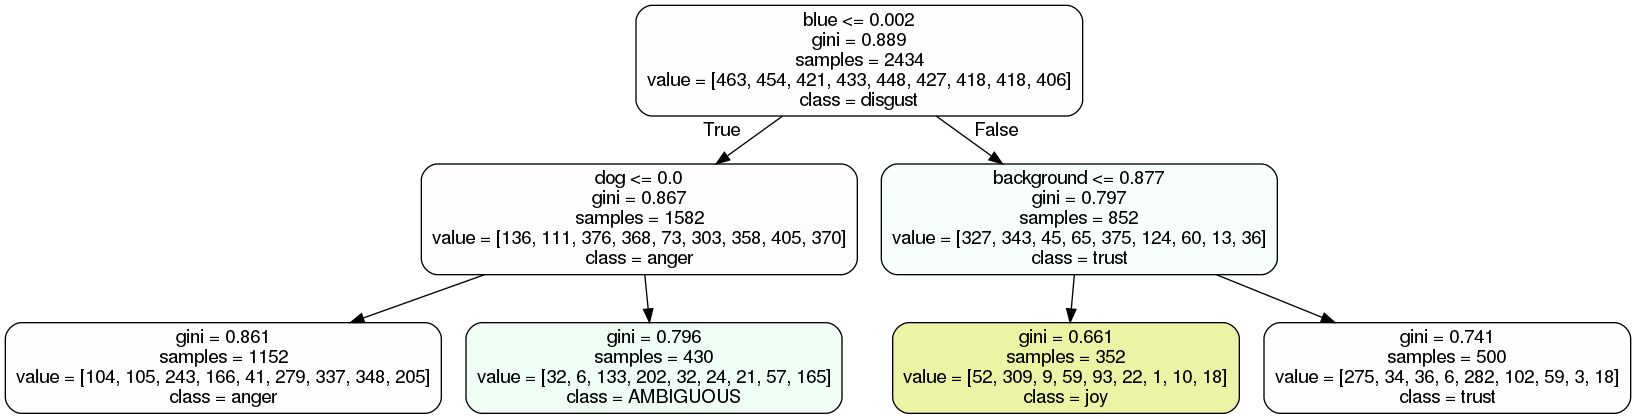 blue <= 0.002
gini = 0.889
samples = 2434
value = [463, 454, 421, 433, 448, 427, 418, 418, 406]
class = disgust
True
False
dog <= 0.0
gini = 0.867
samples = 1582
value = [136, 111, 376, 368, 73, 303, 358, 405, 370]
class = anger
background <= 0.877
gini = 0.797
samples = 852
value = [327, 343, 45, 65, 375, 124, 60, 13, 36]
class = trust
gini = 0.861
samples = 1152
value = [104, 105, 243, 166, 41, 279, 337, 348, 205]
class = anger
gini = 0.796
samples = 430
value = [32, 6, 133, 202, 32, 24, 21, 57, 165]
class = AMBIGUOUS
gini = 0.661
samples = 352
value = [52, 309, 9, 59, 93, 22, 1, 10, 18]
class = joy
gini = 0.741
samples = 500
value = [275, 34, 36, 6, 282, 102, 59, 3, 18]
class = trust